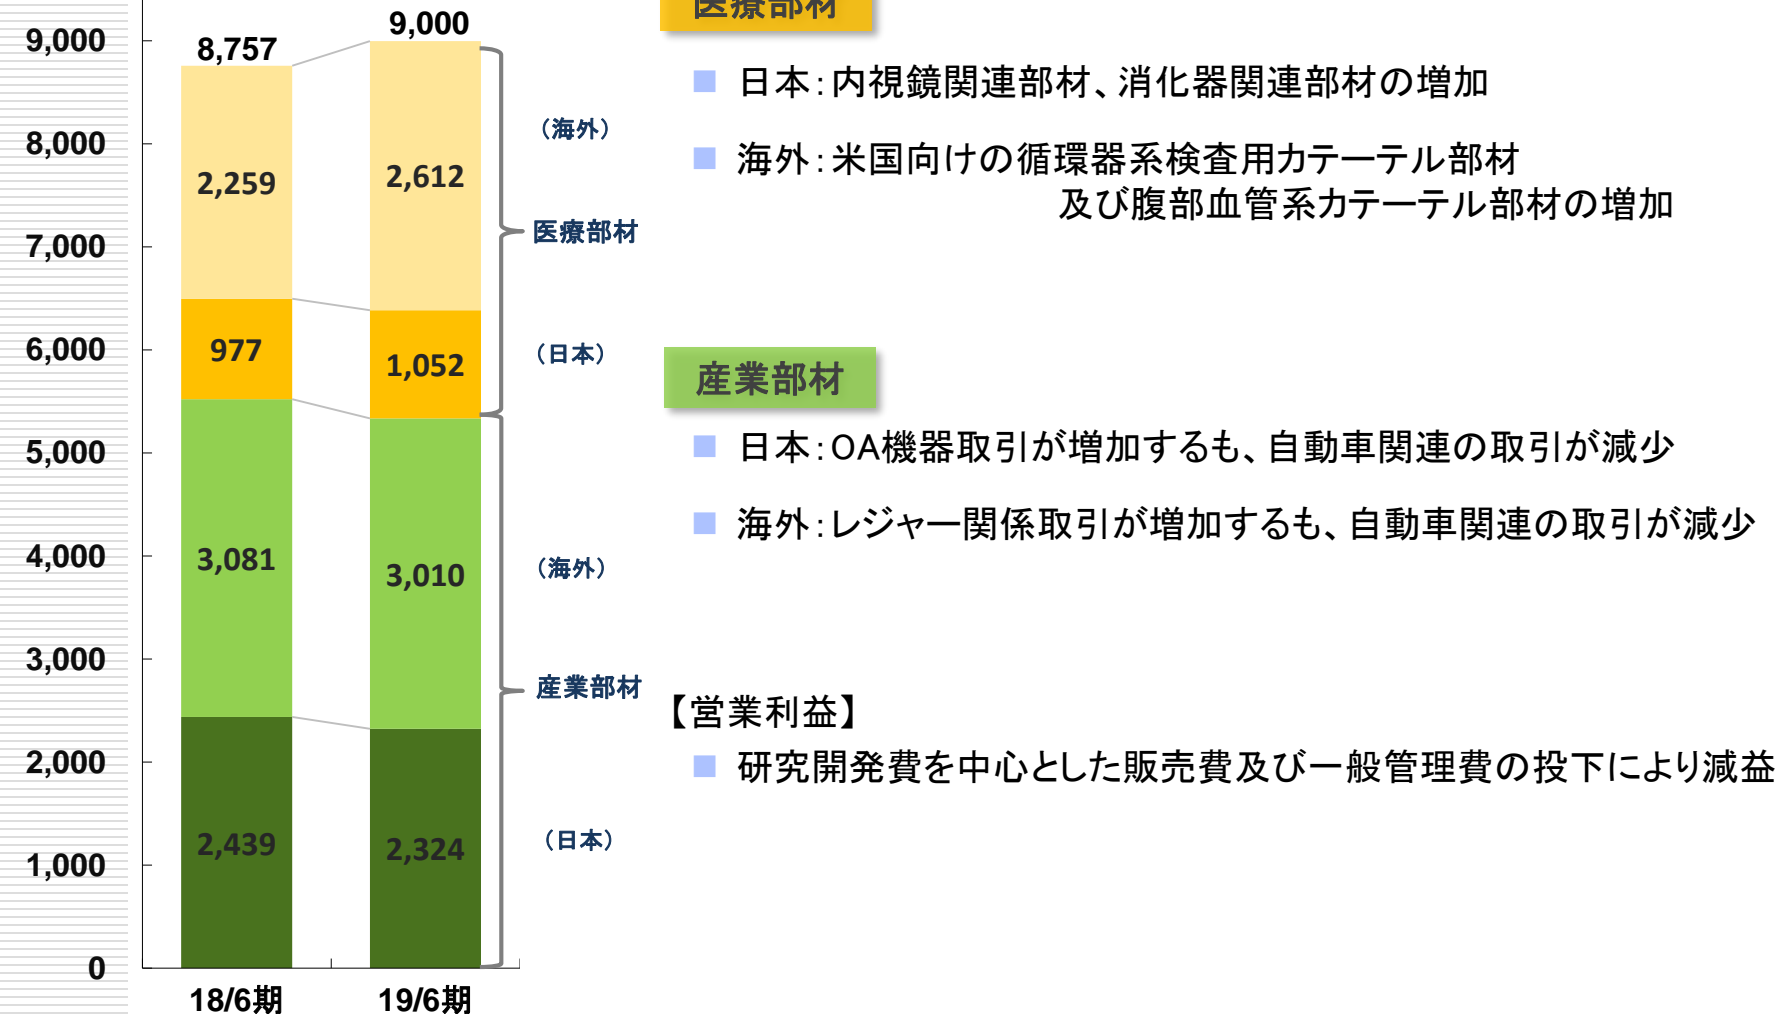 医療部材
日本：内視鏡関連部材、消化器関連部材の増加
海外：米国向けの循環器系検査用カテーテル部材
及び腹部血管系カテーテル部材の増加
産業部材
日本：OA機器取引が増加するも、自動車関連の取引が減少
海外：レジャー関係取引が増加するも、自動車関連の取引が減少
【営業利益】
研究開発費を中心とした販売費及び一般管理費の投下により減益
9,000
8,000
7,000
6,000
5,000
4,000
3,000
2,000
1,000
0
8,757
2,259
977
3,081
2,439
18/6期
9,000
2,612
1,052
3,010
2,324
19/6期
（海外）
医療部材
（日本）
（海外）
産業部材
（日本）